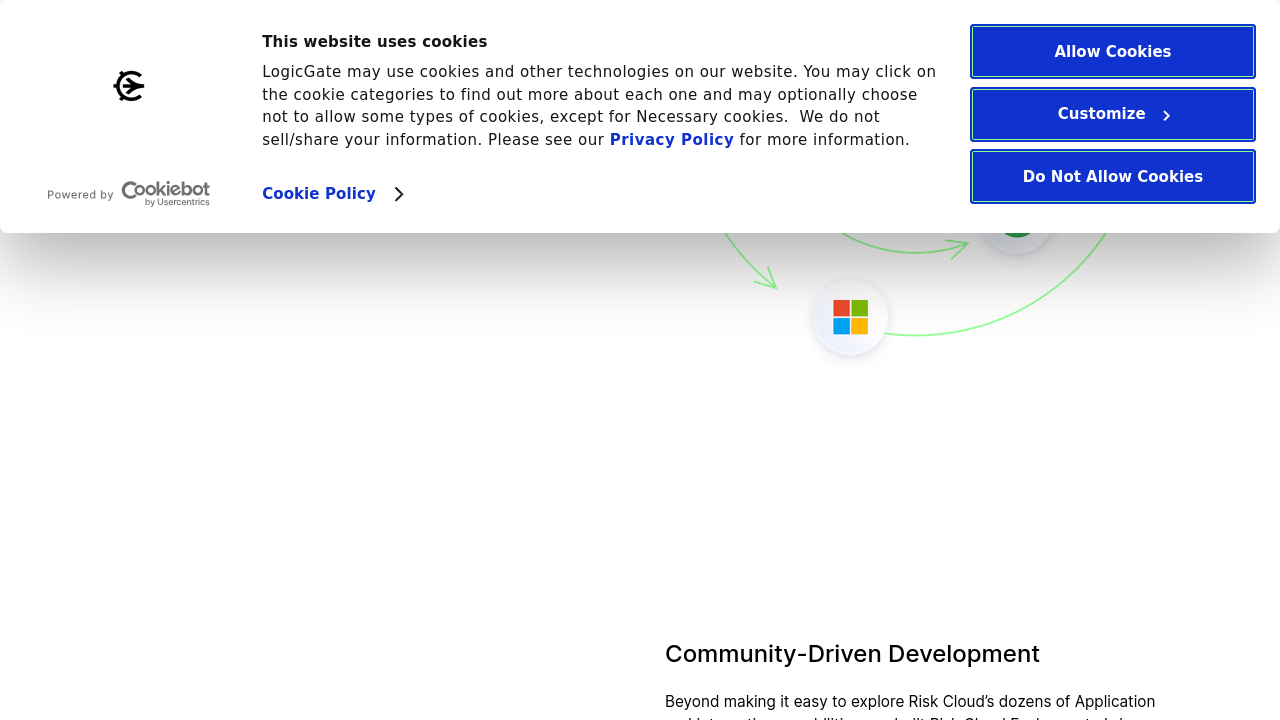 This website uses cookies
LogicGate may use cookies and other technologies on our website. You may click on
the cookie categories to find out more about each one and may optionally choose
not to allow some types of cookies, except for Necessary cookies.  We do not
sell/share your information. Please see our Privacy Policy for more information.
Powered by Cookiebot
by Usercentrics
Cookie Policy
Allow Cookies
Customize
Do Not Allow Cookies
Community-Driven Development
Beyond making it easy to explore Risk Cloud’s dozens of Application